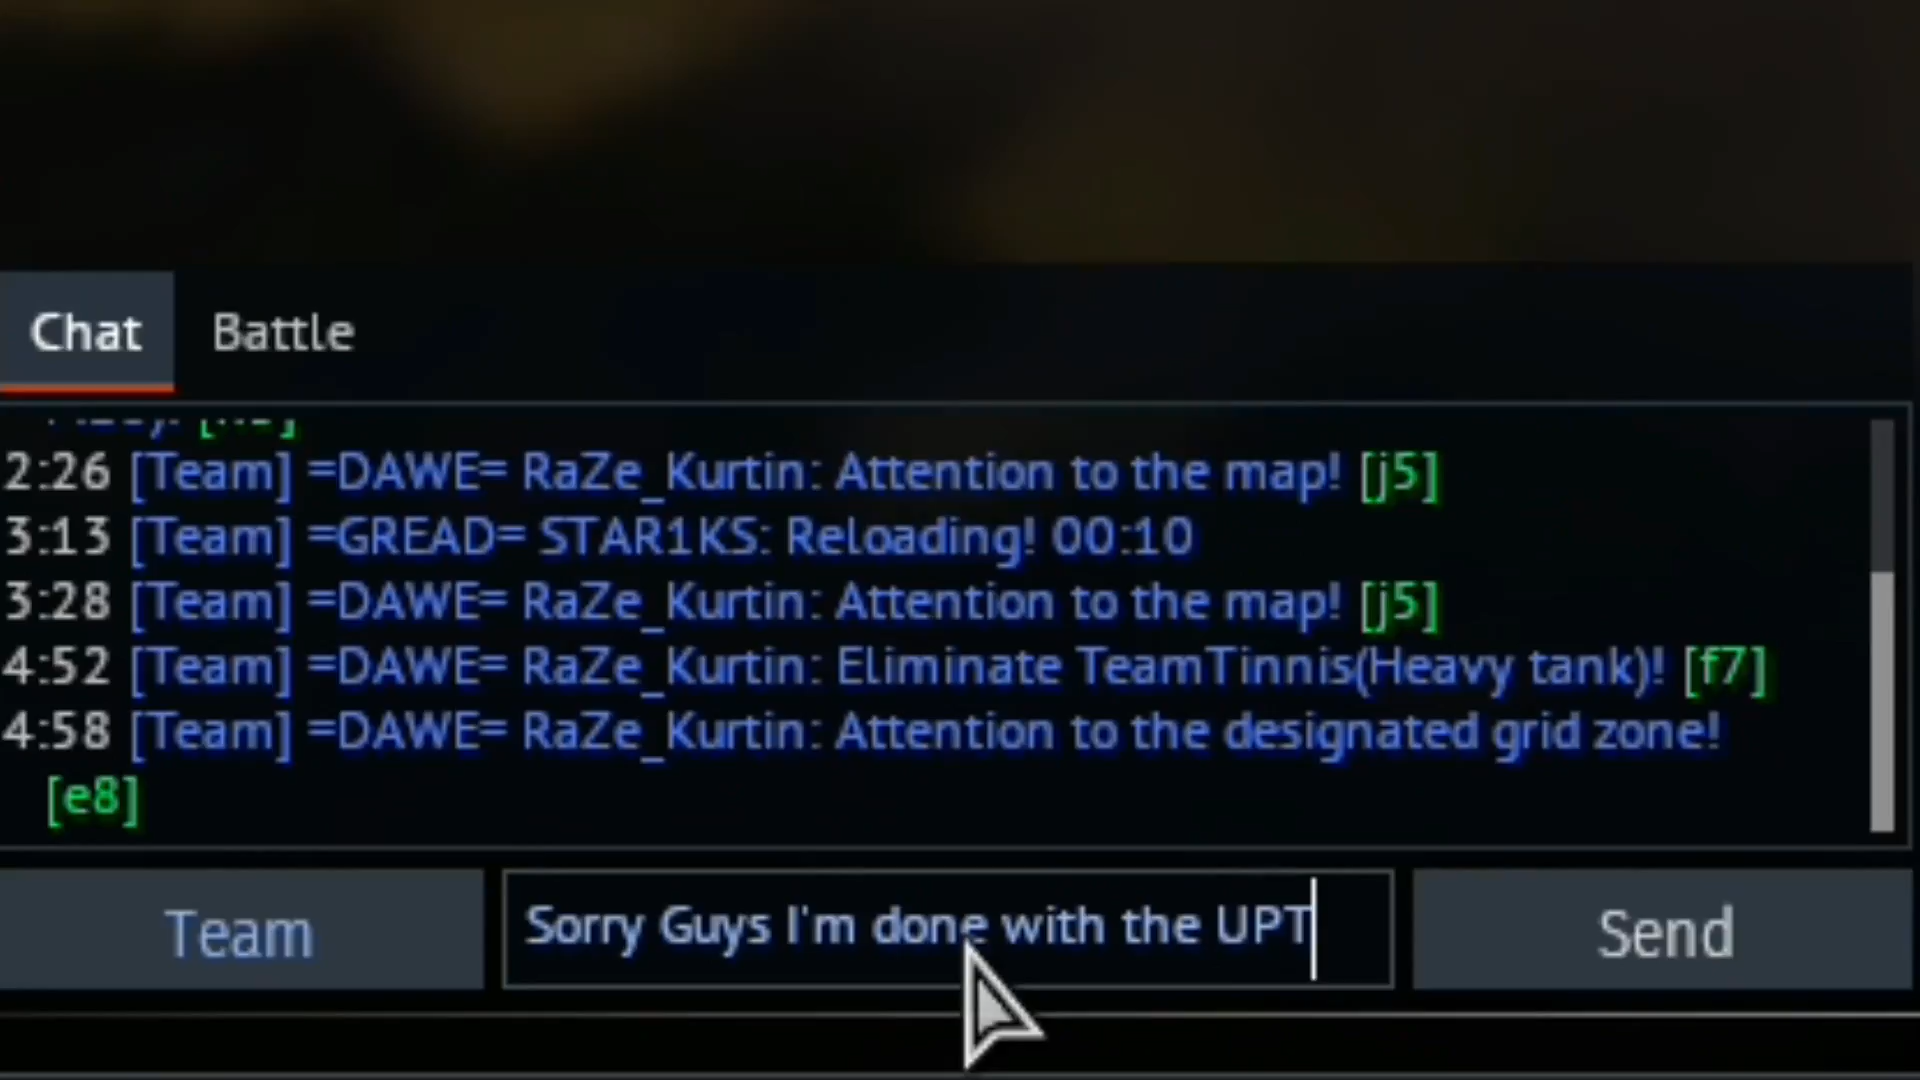 Chat Battle
2:26 [Team] =DAWE= RaZe_Kurtin: Attention to the map! [j5]
3:13 [Team] =GREAD= STAR1KS: Reloading! 00:10
3:28 [Team] =DAWE= RaZe_Kurtin: Attention to the map! [j5]
4:52 [Team] =DAWE= RaZe_Kurtin: Eliminate TeamTinnis(Heavy tank)! [f7]
4:58 [Team] =DAWE= RaZe_Kurtin: Attention to the designated grid zone!
[e8]
Team Sorry Guys I'm done with the UPT Send